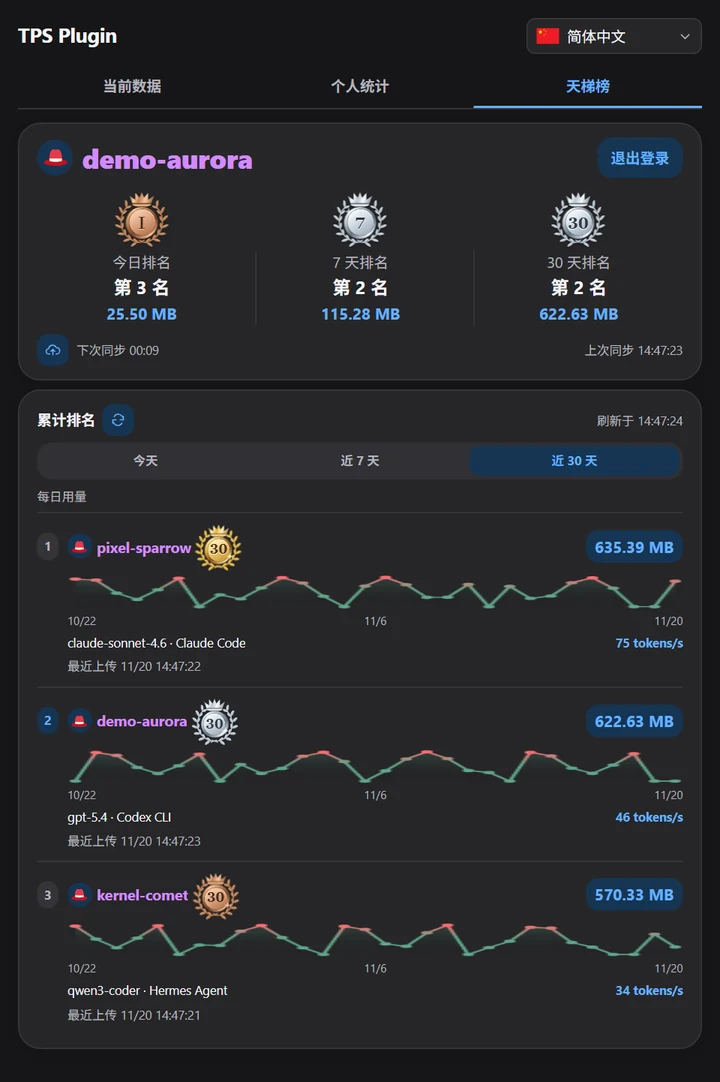 TPS Plugin
简体中文
当前数据 个人统计 天梯榜
demo-aurora
退出登录
I 7 30
今日排名 7 天排名 30 天排名
第 3 名 第 2 名 第 2 名
25.50 MB 115.28 MB 622.63 MB
下次同步 00:09 上次同步 14:47:23
累计排名 刷新于 14:47:24
今天 近 7 天 近 30 天
每日用量
1 pixel-sparrow 30 635.39 MB
10/22 11/6 11/20
claude-sonnet-4.6 · Claude Code 75 tokens/s
最近上传 11/20 14:47:22
2 demo-aurora 30 622.63 MB
10/22 11/6 11/20
gpt-5.4 · Codex CLI 46 tokens/s
最近上传 11/20 14:47:23
3 kernel-comet 30 570.33 MB
10/22 11/6 11/20
qwen3-coder · Hermes Agent 34 tokens/s
最近上传 11/20 14:47:21